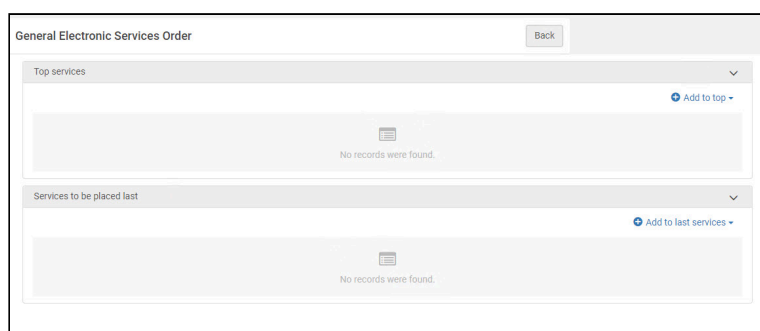 General Electronic Services Order
Back
Top services
Add to top
No records were found.
Services to be placed last
Add to last services
No records were found.